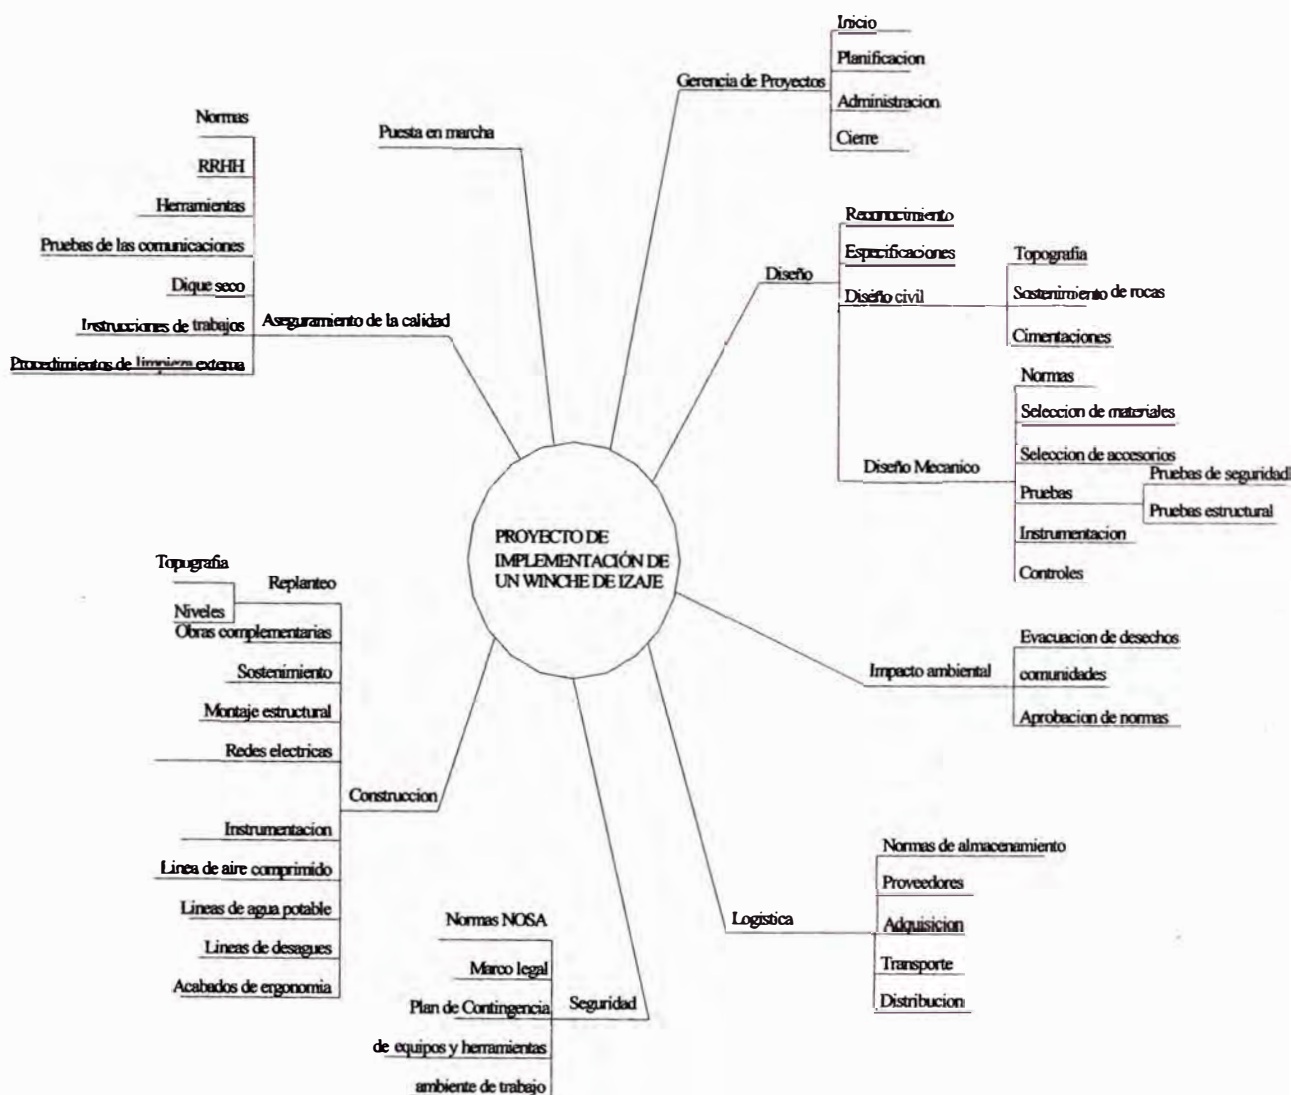 Inicio
Planificacion
Gerencia de Proyectos
Administracion
Cierre
Puesta en marcha
Normas
RRHH
Herramientas
Pruebas de las comunicaciones
Dique seco
Instrucciones de trabajos
Aseguramiento de la calidad
Procedimientos de limpieza externa
Reconocimiento
Especificaciones
Diseño
Diseño civil
Topografia
Sostenimiento de rocas
Cimentaciones
Normas
Seleccion de materiales
Seleccion de accesorios
Diseño Mecanico
Pruebas
Pruebas de seguridad
Pruebas estructural
Instrumentacion
Controles
PROYECTO DE
IMPLEMENTACIÓN DE
UN WINCHE DE IZAJE
Topografia
Replanteo
Niveles
Obras complementarias
Sostenimiento
Montaje estructural
Redes electricas
Construccion
Instrumentacion
Linea de aire comprimido
Lineas de agua potable
Lineas de desagues
Acabados de ergonomia
Evacuacion de desechos
Impacto ambiental
comunidades
Aprobacion de normas
Normas de almacenamiento
Proveedores
Logistica
Adquisicion
Transporte
Distribucion
Normas NOSA
Marco legal
Plan de Contingencia
Seguridad
de equipos y herramientas
ambiente de trabajo